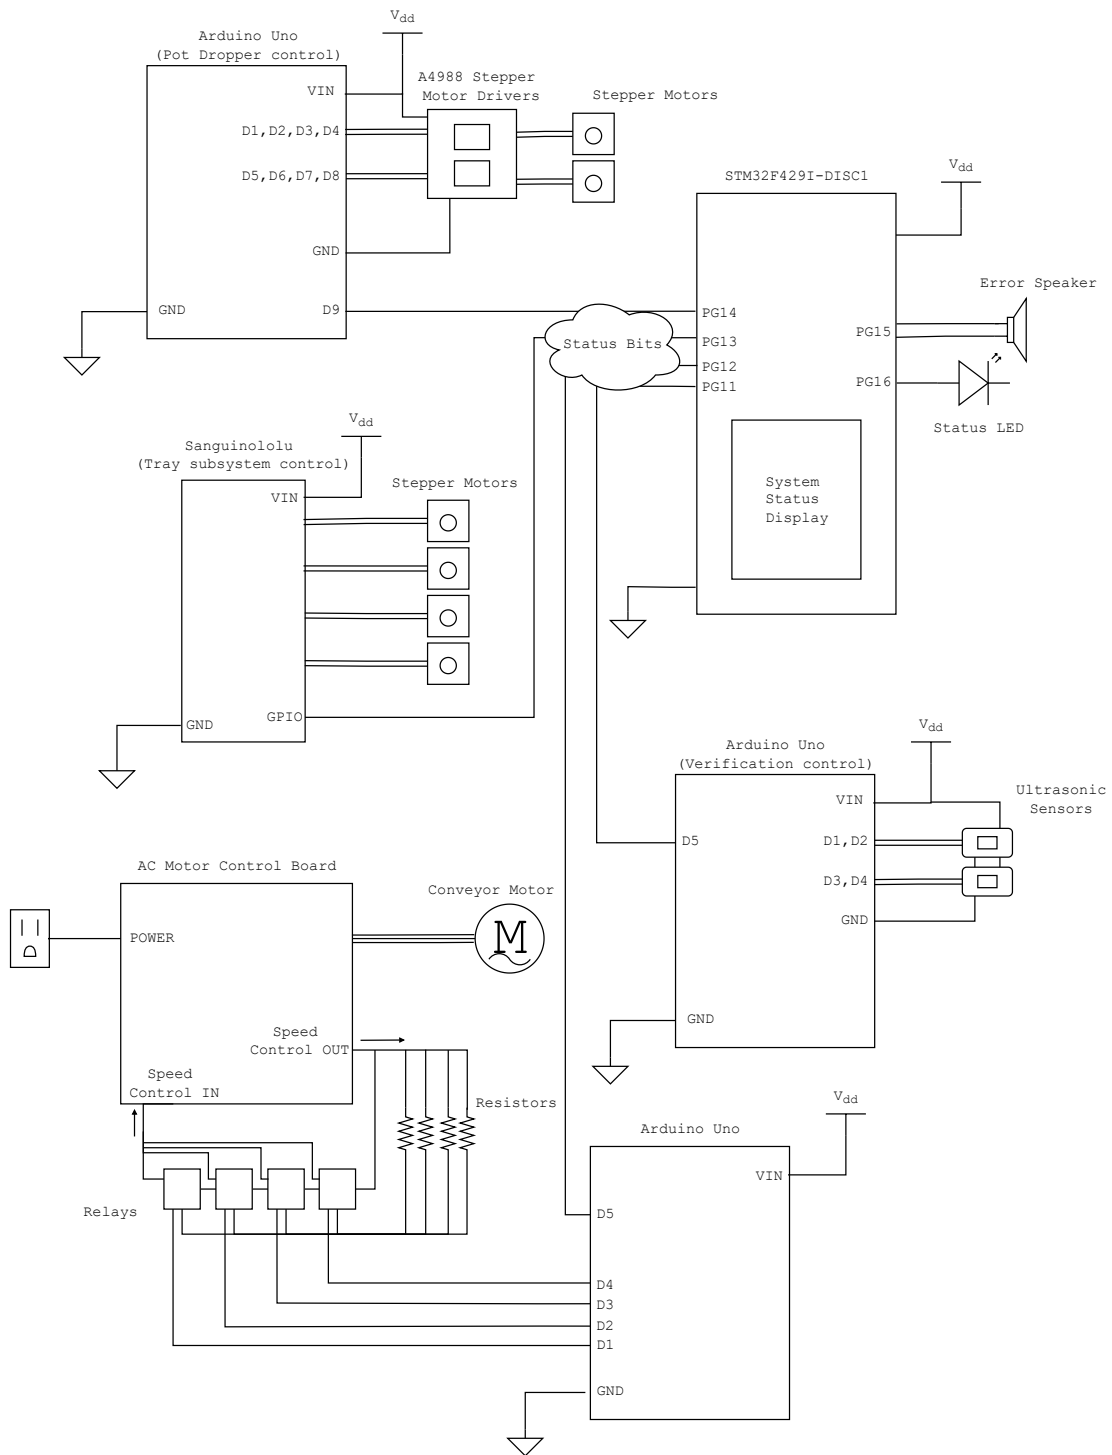 Vdd
Arduino Uno
(Pot Dropper control)
VIN
D1,D2,D3,D4
D5,D6,D7,D8
GND
GND
D9
A4988 Stepper
Motor Drivers
Stepper Motors
STM32F429I-DISC1
Vdd
Error Speaker
PG14
PG13
PG12
PG11
PG15
PG16
Status LED
Status Bits
System
Status
Display
Vdd
Sanguinololu
(Tray subsystem control)
VIN
Stepper Motors
GND
GPIO
Vdd
Arduino Uno
(Verification control)
VIN
Ultrasonic
Sensors
D5
D1,D2
D3,D4
GND
GND
AC Motor Control Board
Conveyor Motor
POWER
M
Speed
Control OUT
Speed
Control IN
Resistors
Relays
Vdd
Arduino Uno
VIN
D5
D4
D3
D2
D1
GND